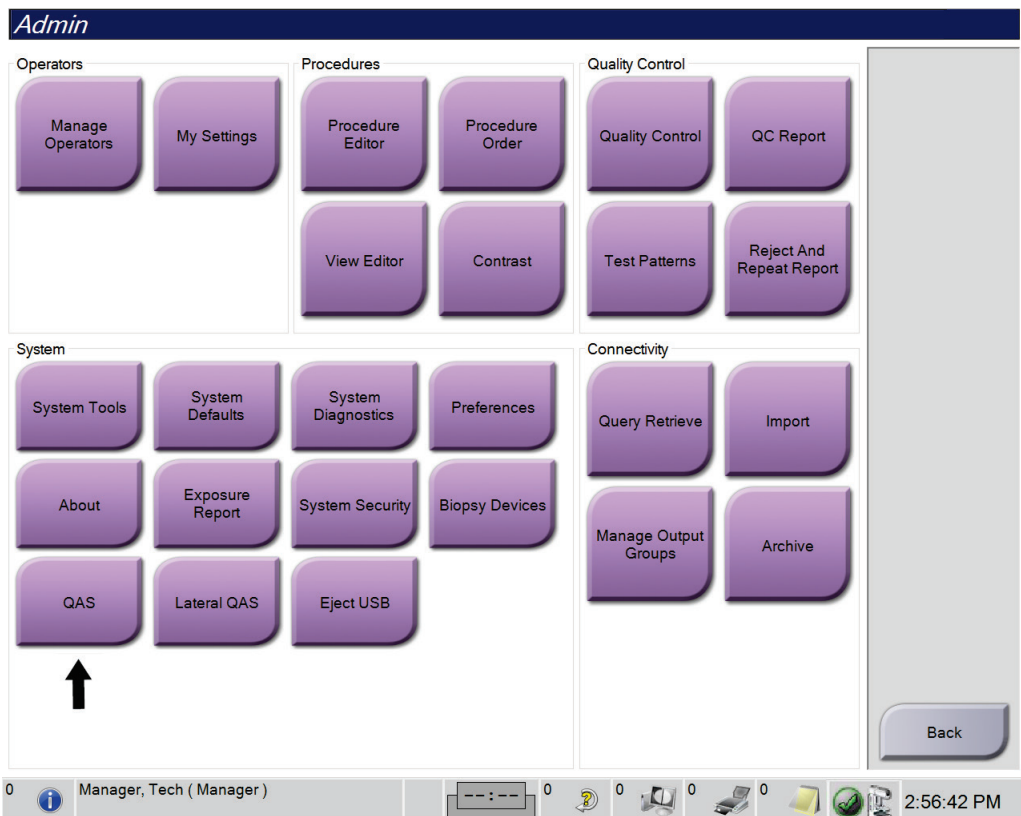 Admin
Operators
Manage
Operators
My Settings
Procedures
Procedure
Editor
Procedure
Order
View Editor
Contrast
Quality Control
Quality Control
QC Report
Test Patterns
Reject And
Repeat Report
System
System Tools
System
Defaults
System
Diagnostics
Preferences
About
Exposure
Report
System Security
Biopsy Devices
QAS
Lateral QAS
Eject USB
Connectivity
Query Retrieve
Import
Manage Output
Groups
Archive
Back
0
Manager, Tech ( Manager )
--:--
0
0
0
0
2:56:42 PM